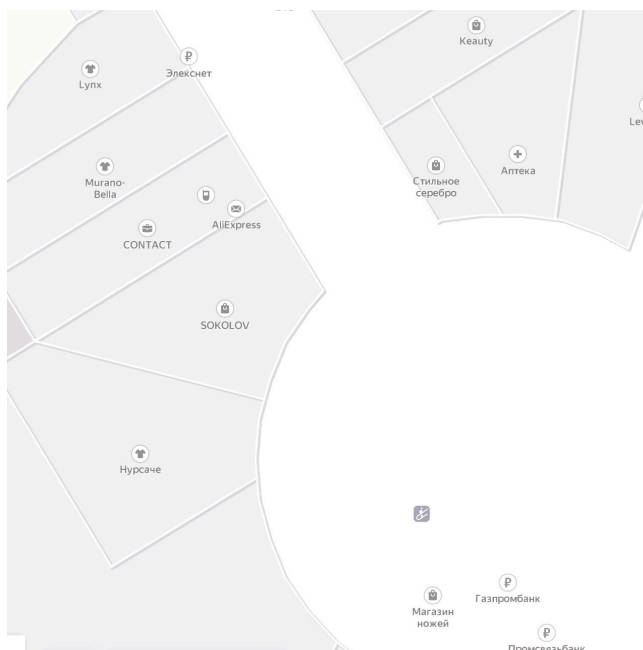 Keauty
Элекснет
Lynx
Lev
Аптека
Стильное
серебро
Murano-
Bella
AliExpress
CONTACT
SOKOLOV
Нурсаче
Газпромбанк
Магазин
ножей
Промсвязьбанк